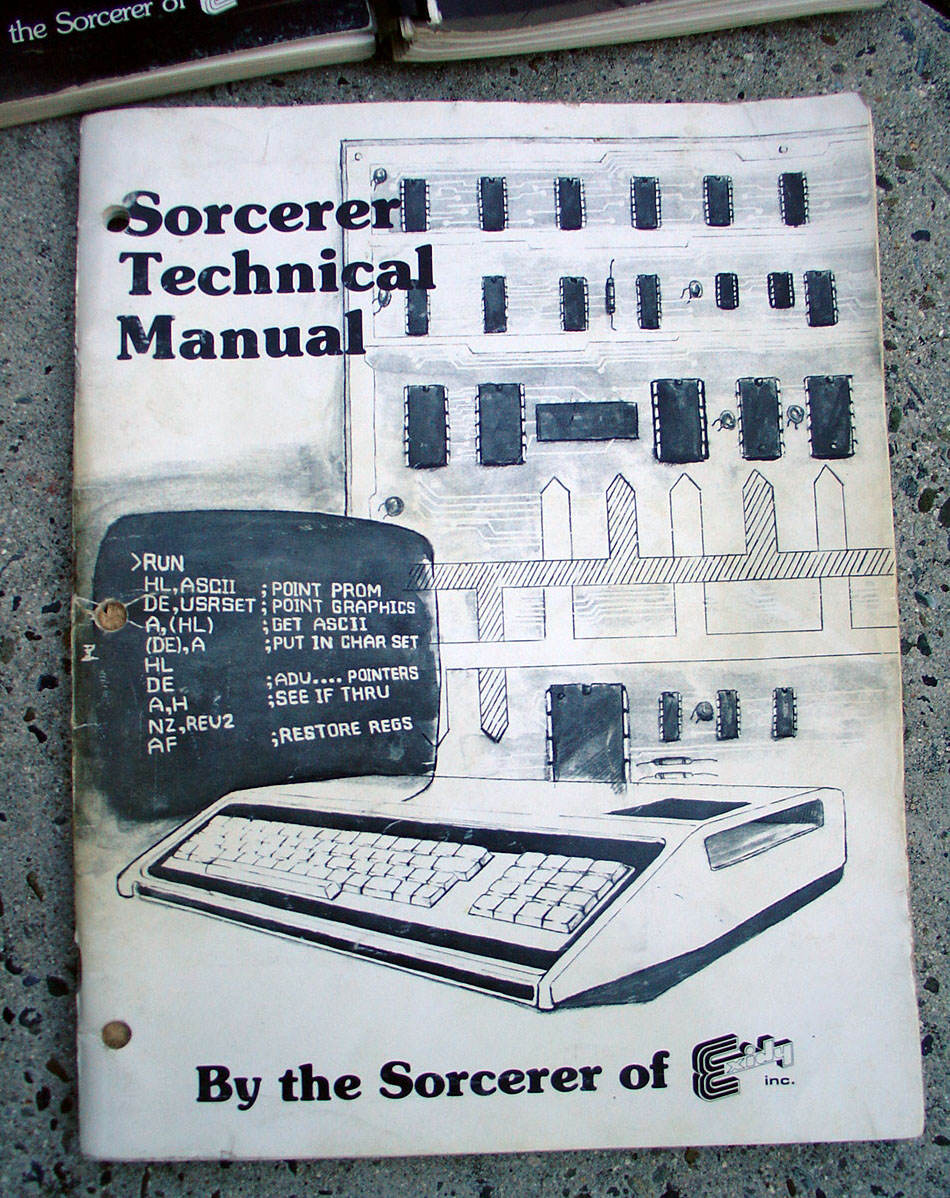 the Sorcerer of
Sorcerer
Technical
Manual
>RUN
HL,ASCII ;POINT PROM
DE,USRSET ;POINT GRAPHICS
A,(HL) ;GET ASCII
(DE),A ;PUT IN CHAR SET
HL
DE ;ADU.... POINTERS
A,H ;SEE IF THRU
NZ,REV2
AF ;RESTORE REGS
By the Sorcerer of Exidy
inc.